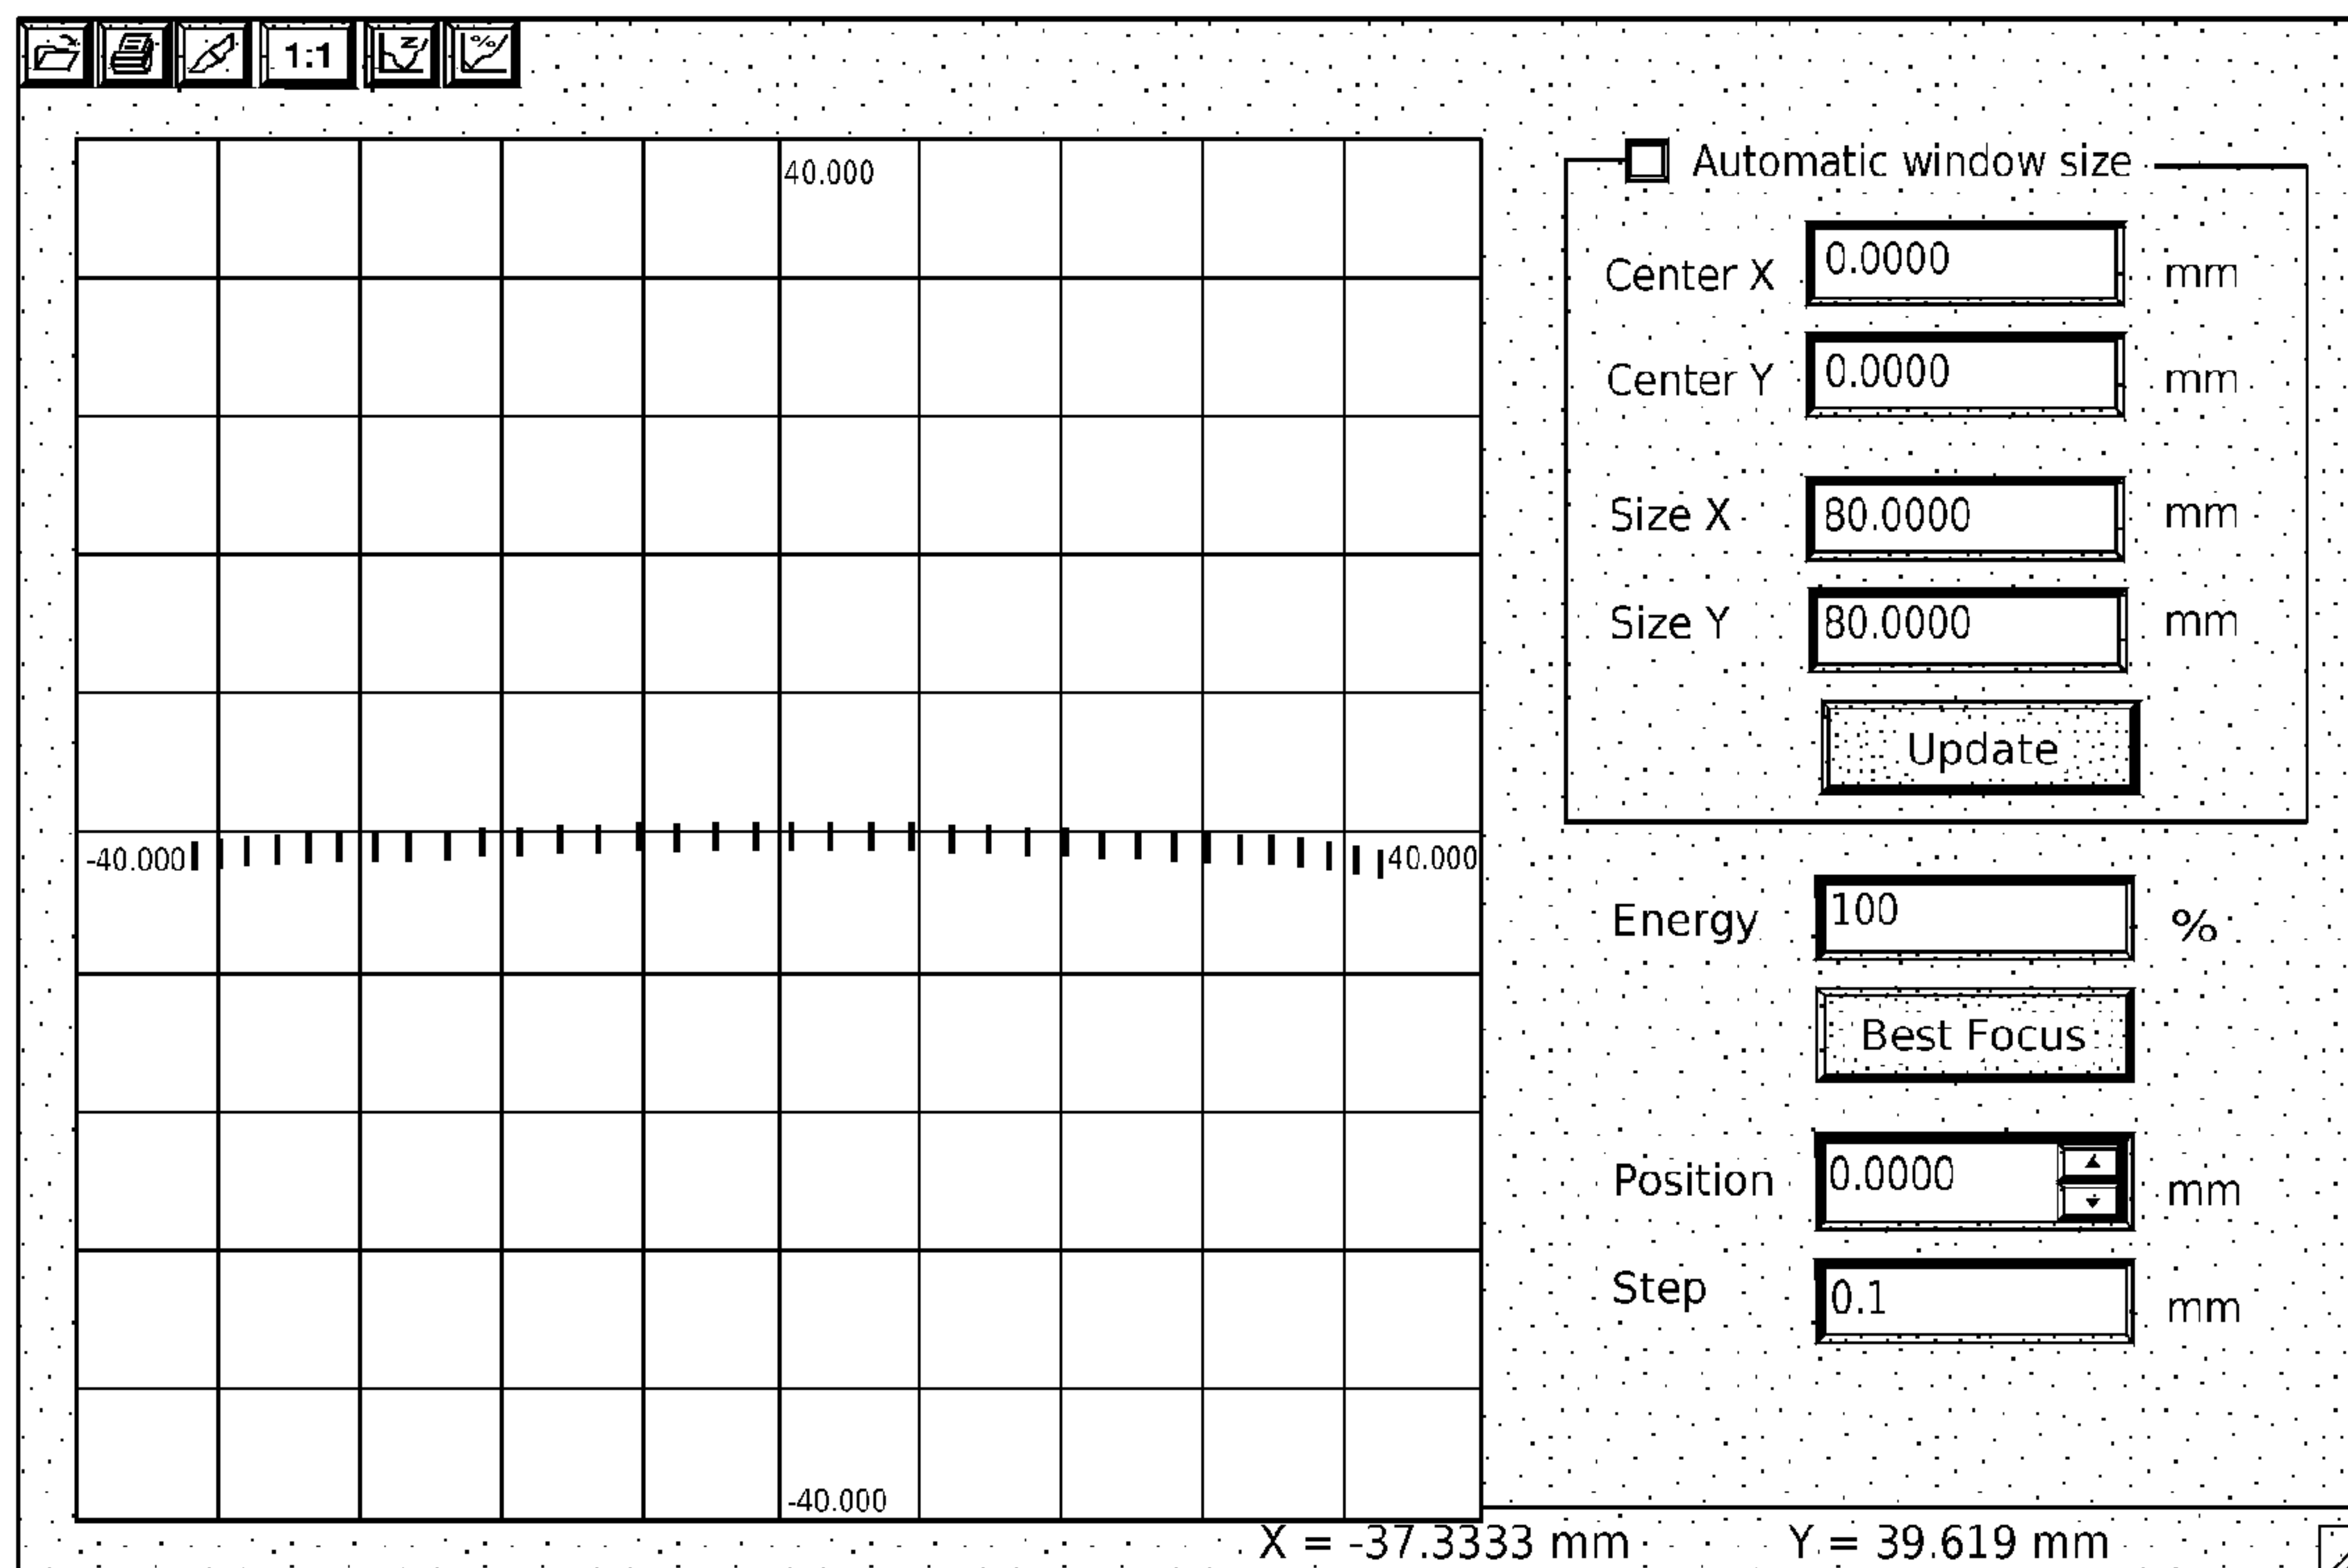 1:1 Z %
Automatic window size
40.000
Center X 0.0000 mm
Center Y 0.0000 mm
Size X 80.0000 mm
Size Y 80.0000 mm
Update
-40.000 40.000
Energy 100 %
Best Focus
Position 0.0000 mm
Step 0.1 mm
-40.000
X = -37.3333 mm Y = 39.619 mm